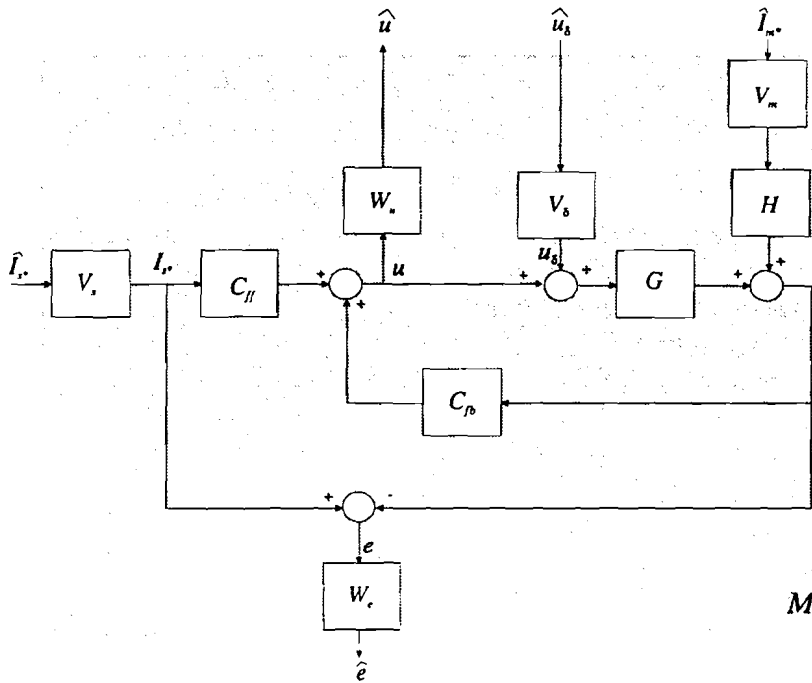 û û_δ Î_m*
V_m
W_u V_δ H
Î_s* V_s I_s* C_ff + + u + u_δ + G + +
C_fb
+ -
e
W_e
ê
M